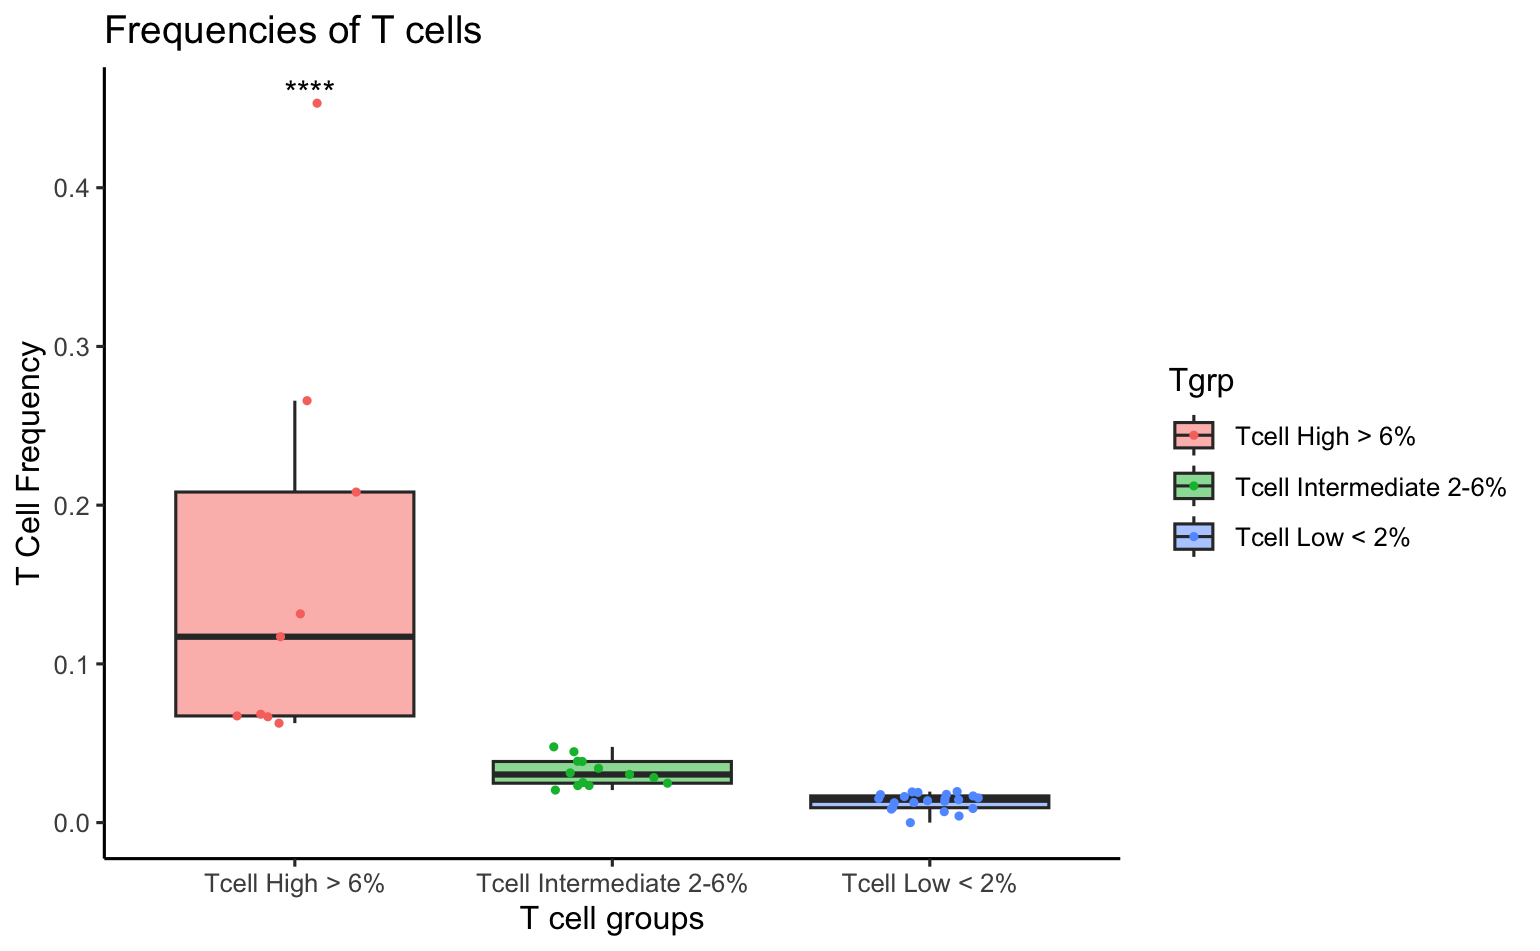 Frequencies of T cells
****
T Cell Frequency
0.4
0.3
0.2
0.1
0.0
Tcell High > 6%
Tcell Intermediate 2-6%
Tcell Low < 2%
T cell groups
Tgrp
Tcell High > 6%
Tcell Intermediate 2-6%
Tcell Low < 2%